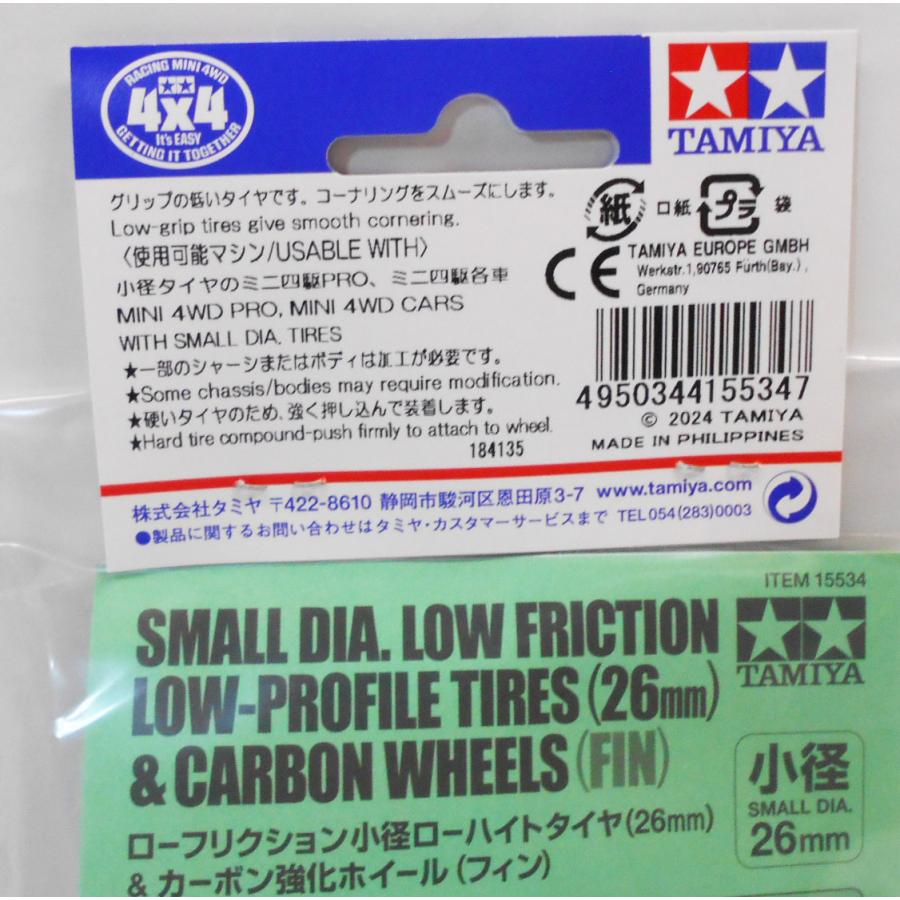 RACING MINI 4WD
4x4
It's EASY
GETTING IT TOGETHER
TAMIYA
グリップの低いタイヤです。コーナリングをスムーズにします。
Low-grip tires give smooth cornering.
〈使用可能マシン/USABLE WITH〉
小径タイヤのミニ四駆PRO、ミニ四駆各車
MINI 4WD PRO, MINI 4WD CARS
WITH SMALL DIA. TIRES
★一部のシャーシまたはボディは加工が必要です。
★Some chassis/bodies may require modification.
★硬いタイヤのため、強く押し込んで装着します。
★Hard tire compound-push firmly to attach to wheel.
184135
紙 口紙 プラ 袋
CE
TAMIYA EUROPE GMBH
Werkstr.1,90765 Fürth(Bay.),
Germany
4950344155347
© 2024 TAMIYA
MADE IN PHILIPPINES
株式会社タミヤ 〒422-8610 静岡市駿河区恩田原3-7 www.tamiya.com
●製品に関するお問い合わせはタミヤ・カスタマーサービスまで TEL054(283)0003
ITEM 15534
TAMIYA
SMALL DIA. LOW FRICTION
LOW-PROFILE TIRES (26mm)
& CARBON WHEELS (FIN)
ローフリクション小径ローハイトタイヤ(26mm)
& カーボン強化ホイール (フィン)
小径
SMALL DIA.
26mm